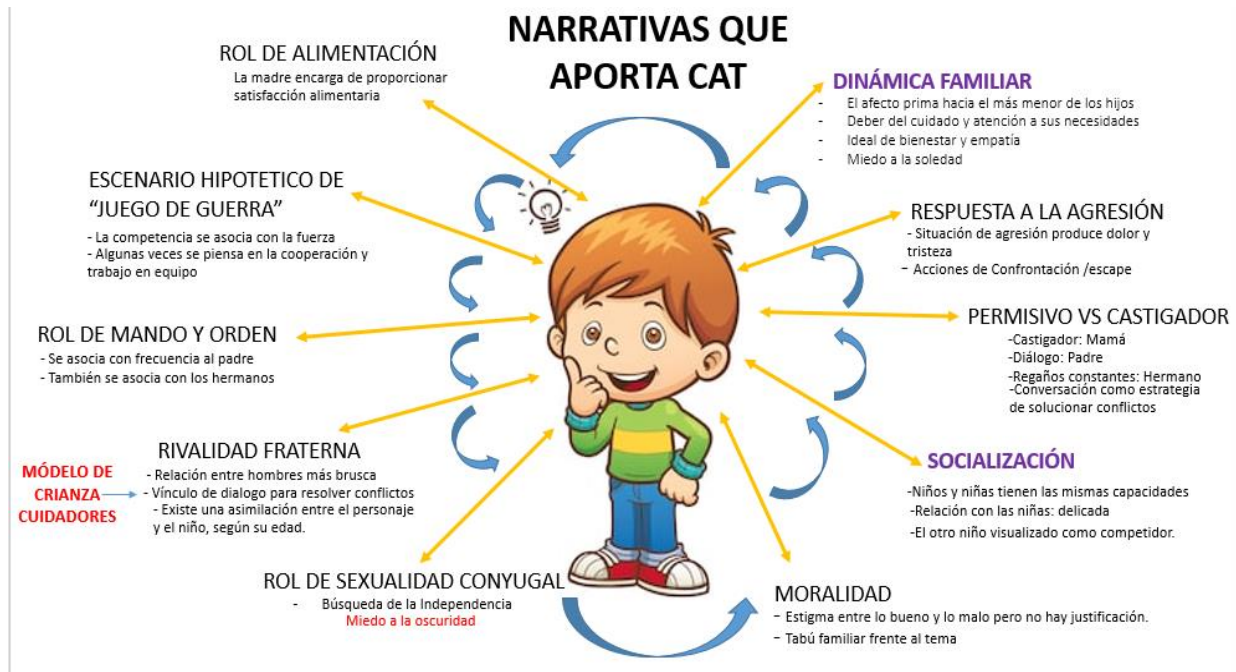 NARRATIVAS QUE
APORTA CAT
ROL DE ALIMENTACIÓN
La madre encarga de proporcionar
satisfacción alimentaria
ESCENARIO HIPOTETICO DE
“JUEGO DE GUERRA”
- La competencia se asocia con la fuerza
- Algunas veces se piensa en la cooperación y
trabajo en equipo
ROL DE MANDO Y ORDEN
- Se asocia con frecuencia al padre
- También se asocia con los hermanos
RIVALIDAD FRATERNA
- Relación entre hombres más brusca
- Vínculo de dialogo para resolver conflictos
- Existe una asimilación entre el personaje
y el niño, según su edad.
MÓDELO DE
CRIANZA
CUIDADORES
ROL DE SEXUALIDAD CONYUGAL
- Búsqueda de la Independencia
Miedo a la oscuridad
DINÁMICA FAMILIAR
- El afecto prima hacia el más menor de los hijos
- Deber del cuidado y atención a sus necesidades
- Ideal de bienestar y empatía
- Miedo a la soledad
RESPUESTA A LA AGRESIÓN
- Situación de agresión produce dolor y
tristeza
- Acciones de Confrontación /escape
PERMISIVO VS CASTIGADOR
-Castigador: Mamá
-Diálogo: Padre
-Regaños constantes: Hermano
-Conversación como estrategia
de solucionar conflictos
SOCIALIZACIÓN
-Niños y niñas tienen las mismas capacidades
-Relación con las niñas: delicada
-El otro niño visualizado como competidor.
MORALIDAD
- Estigma entre lo bueno y lo malo pero no hay justificación.
- Tabú familiar frente al tema